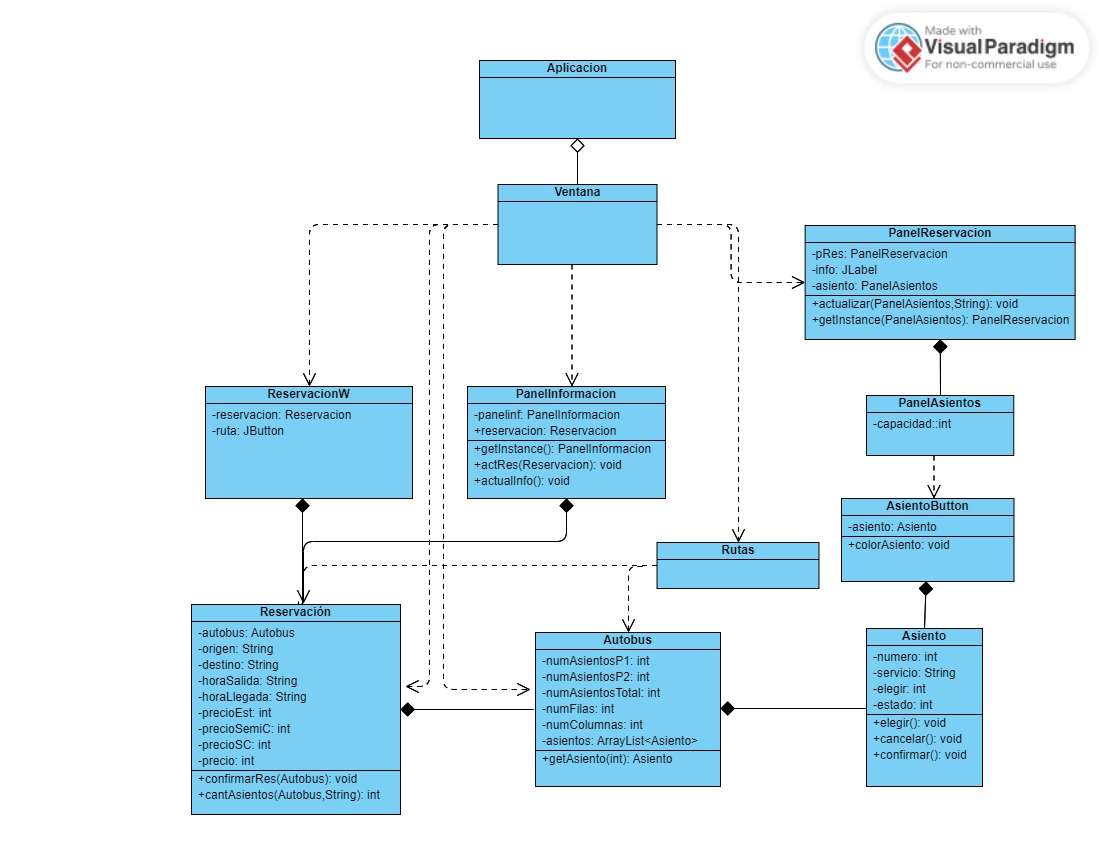 Made with
VisualParadigm
For non-commercial use
Aplicacion
Ventana
PanelReservacion
-pRes: PanelReservacion
-info: JLabel
-asiento: PanelAsientos
+actualizar(PanelAsientos,String): void
+getInstance(PanelAsientos): PanelReservacion
ReservacionW
-reservacion: Reservacion
-ruta: JButton
PanelInformacion
-panelinf: PanelInformacion
+reservacion: Reservacion
+getInstance(): PanelInformacion
+actRes(Reservacion): void
+actualInfo(): void
PanelAsientos
-capacidad::int
AsientoButton
-asiento: Asiento
+colorAsiento: void
Rutas
Reservación
-autobus: Autobus
-origen: String
-destino: String
-horaSalida: String
-horaLlegada: String
-precioEst: int
-precioSemiC: int
-precioSC: int
-precio: int
+confirmarRes(Autobus): void
+cantAsientos(Autobus,String): int
Autobus
-numAsientosP1: int
-numAsientosP2: int
-numAsientosTotal: int
-numFilas: int
-numColumnas: int
-asientos: ArrayList<Asiento>
+getAsiento(int): Asiento
Asiento
-numero: int
-servicio: String
-elegir: int
-estado: int
+elegir(): void
+cancelar(): void
+confirmar(): void